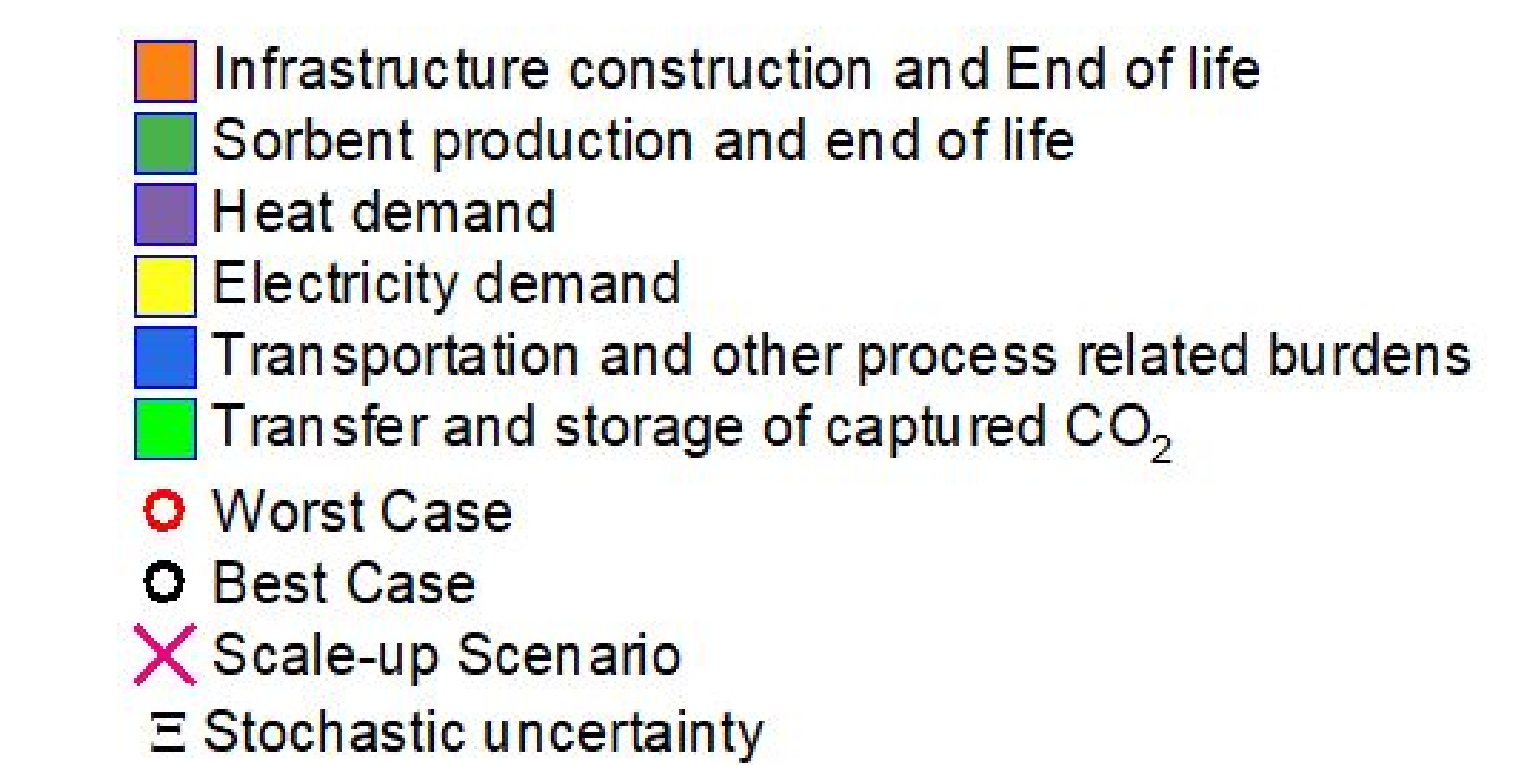 Infrastructure construction and End of life
Sorbent production and end of life
Heat demand
Electricity demand
Transportation and other process related burdens
Transfer and storage of captured CO₂
Worst Case
Best Case
Scale-up Scenario
Ξ Stochastic uncertainty